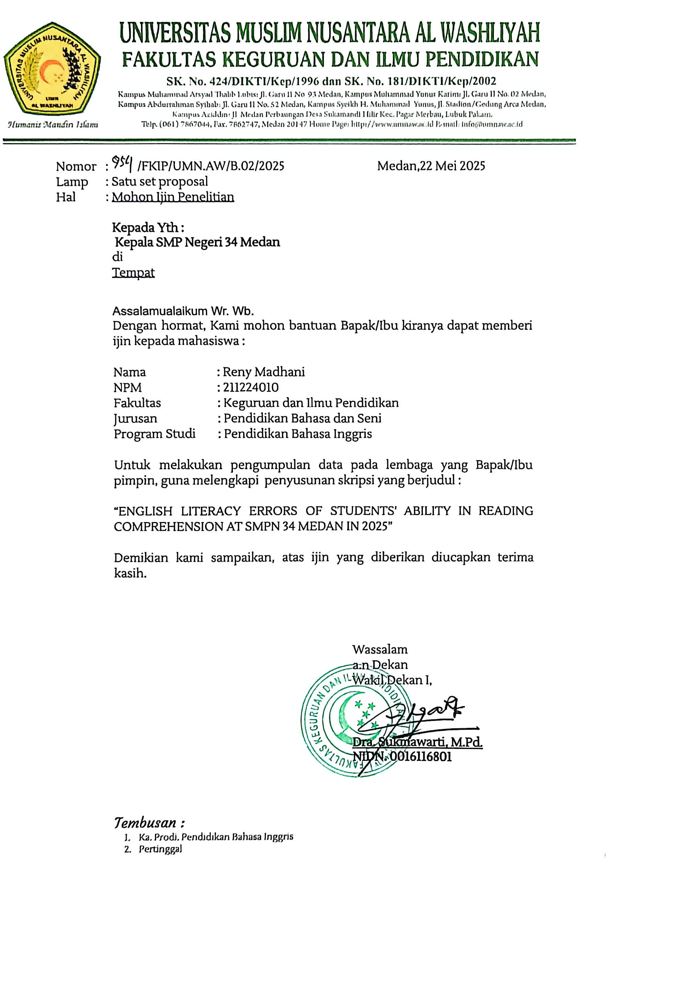 UNIVERSITAS MUSLIM NUSANTARA AL WASHLIYAH
FAKULTAS KEGURUAN DAN ILMU PENDIDIKAN
SK. No. 424/DIKTI/Kep/1996 dan SK. No. 181/DIKTI/Kep/2002
Kampus Muhammad Arsyad Thalib Lubis: Jl. Garu II No 93 Medan, Kampus Muhammad Yunus Karim: Jl. Garu II No. 02 Medan,
Kampus Abdurrahman Syihab: Jl. Garu II No. 52 Medan, Kampus Syeikh H. Muhammad Yunus, Jl. Stadion/Gedung Arca Medan,
Kampus Aziddin: Jl Medan Perbaungan Desa Sukamandi Hilir Kec. Pagar Merbau, Lubuk Pakam.
Telp. (061) 7867044, Fax. 7862747, Medan 20147 Home Page: http://www.umnaw.ac.id E-mail: info@umnaw.ac.id
UNIVERSITAS MUSLIM NUSANTARA AL WASHLIYAH
UMN
AL WASHLIYAH
Humanis Mandiri Islami
Nomor : 954 /FKIP/UMN.AW/B.02/2025 Medan,22 Mei 2025
Lamp : Satu set proposal
Hal : Mohon Ijin Penelitian
Kepada Yth :
Kepala SMP Negeri 34 Medan
di
Tempat
Assalamualaikum Wr. Wb.
Dengan hormat, Kami mohon bantuan Bapak/Ibu kiranya dapat memberi
ijin kepada mahasiswa :
Nama : Reny Madhani
NPM : 211224010
Fakultas : Keguruan dan Ilmu Pendidikan
Jurusan : Pendidikan Bahasa dan Seni
Program Studi : Pendidikan Bahasa Inggris
Untuk melakukan pengumpulan data pada lembaga yang Bapak/Ibu
pimpin, guna melengkapi penyusunan skripsi yang berjudul :
“ENGLISH LITERACY ERRORS OF STUDENTS' ABILITY IN READING
COMPREHENSION AT SMPN 34 MEDAN IN 2025”
Demikian kami sampaikan, atas ijin yang diberikan diucapkan terima
kasih.
Wassalam
a.n Dekan
Wakil Dekan I,
FAKULTAS KEGURUAN DAN ILMU PENDIDIKAN
Dra. Sukmawarti, M.Pd.
NIDN. 0016116801
Tembusan :
1. Ka. Prodi. Pendidikan Bahasa Inggris
2. Pertinggal